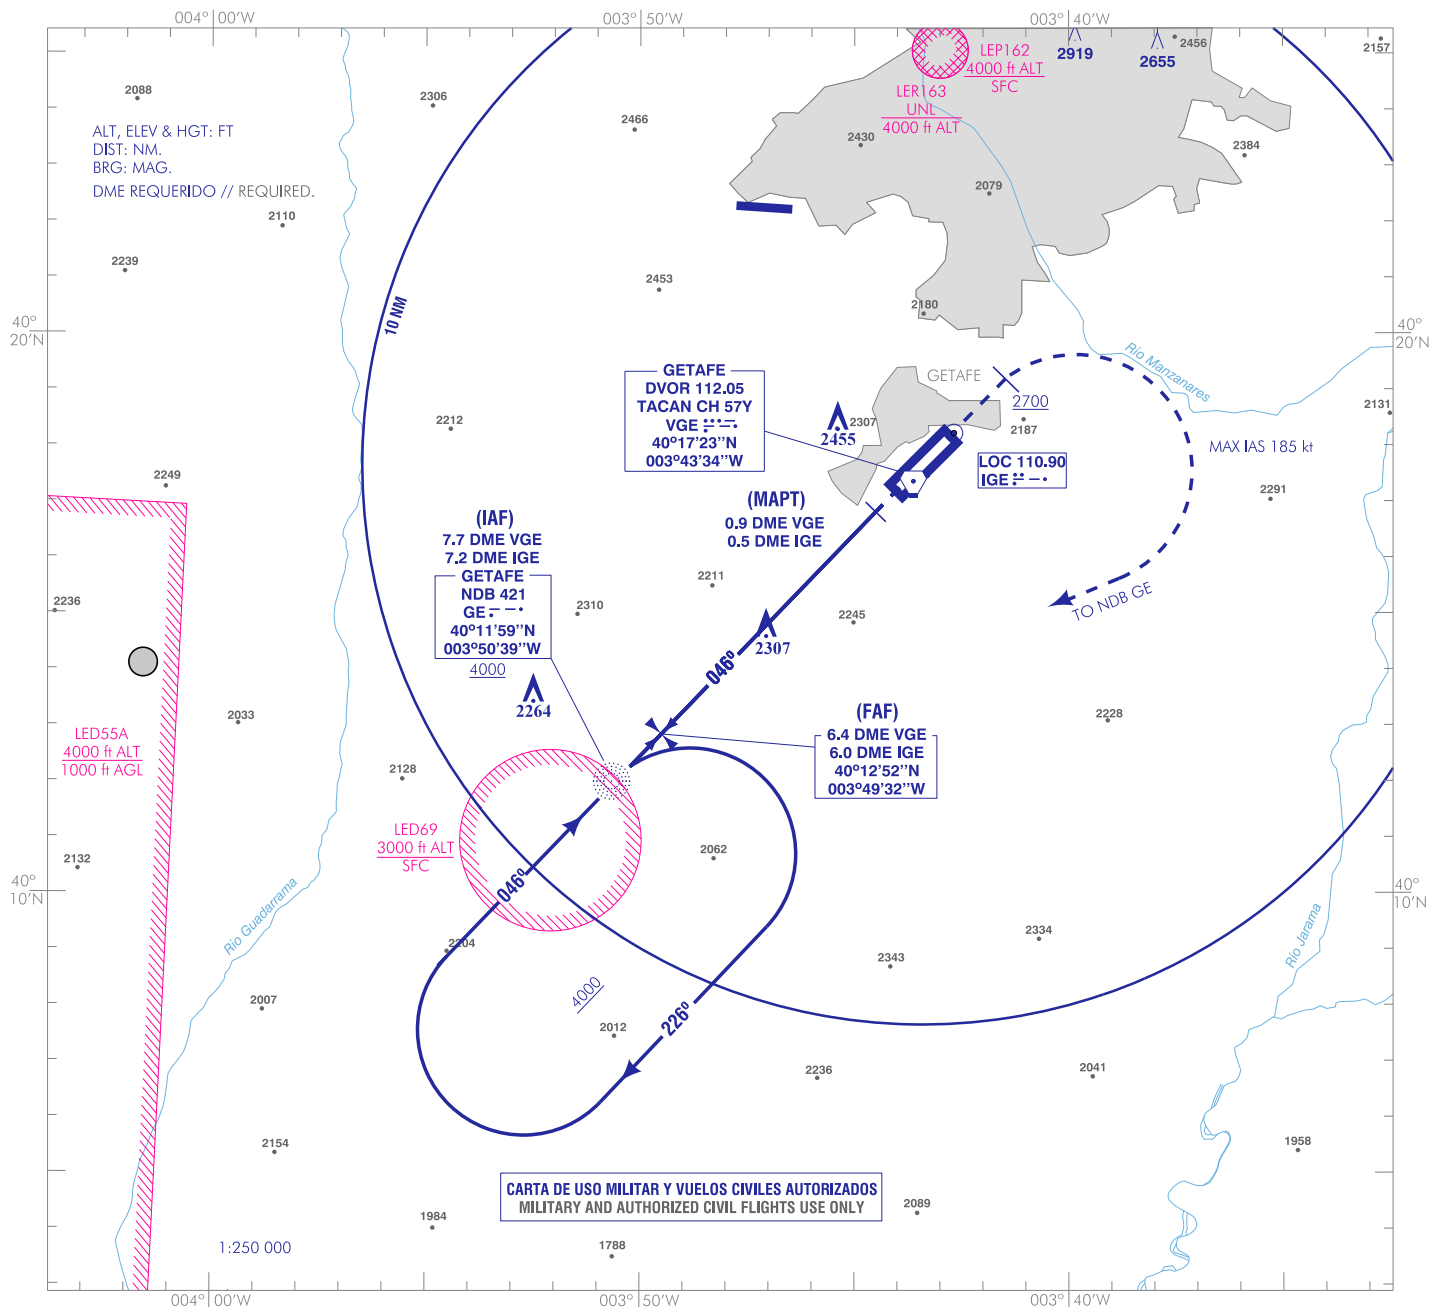 004°00'W
003°50'W
003°40'W
2919
2655
2456
2157
LEP162
4000 ft ALT
SFC
LER163
UNL
4000 ft ALT
2088
2306
2466
2430
2384
ALT, ELEV & HGT: FT
DIST: NM.
BRG: MAG.
DME REQUERIDO // REQUIRED.
2079
2110
2239
2453
2180
10 NM
40°
20'N
40°
20'N
Río Manzanares
GETAFE
DVOR 112.05
TACAN CH 57Y
VGE
40°17'23''N
003°43'34''W
GETAFE
2700
2187
2307
2455
2131
2212
MAX IAS 185 kt
LOC 110.90
IGE
2249
2291
(MAPT)
0.9 DME VGE
0.5 DME IGE
(IAF)
7.7 DME VGE
7.2 DME IGE
GETAFE
NDB 421
GE
40°11'59''N
003°50'39''W
4000
2211
2310
2245
2236
TO NDB GE
2307
046°
2264
2033
2228
(FAF)
6.4 DME VGE
6.0 DME IGE
40°12'52''N
003°49'32''W
LED55A
4000 ft ALT
1000 ft AGL
2128
LED69
3000 ft ALT
SFC
2062
2132
046°
40°
10'N
40°
10'N
Río Guadarrama
2204
2334
2343
Río Jarama
4000
226°
2007
2012
2236
2041
2154
1958
CARTA DE USO MILITAR Y VUELOS CIVILES AUTORIZADOS
MILITARY AND AUTHORIZED CIVIL FLIGHTS USE ONLY
1984
2089
1788
1:250 000
004°00'W
003°50'W
003°40'W